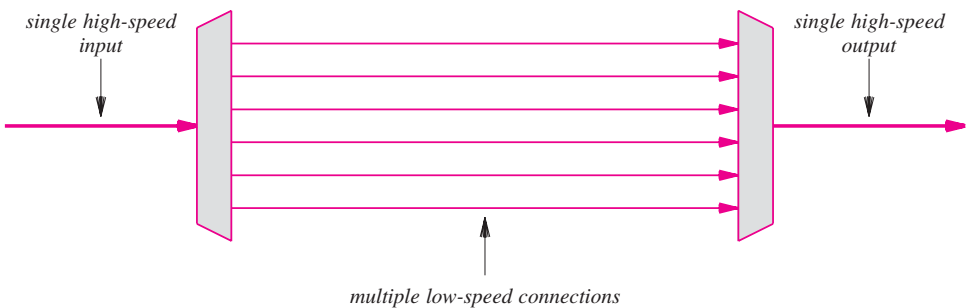 single high-speed
input
single high-speed
output
multiple low-speed connections